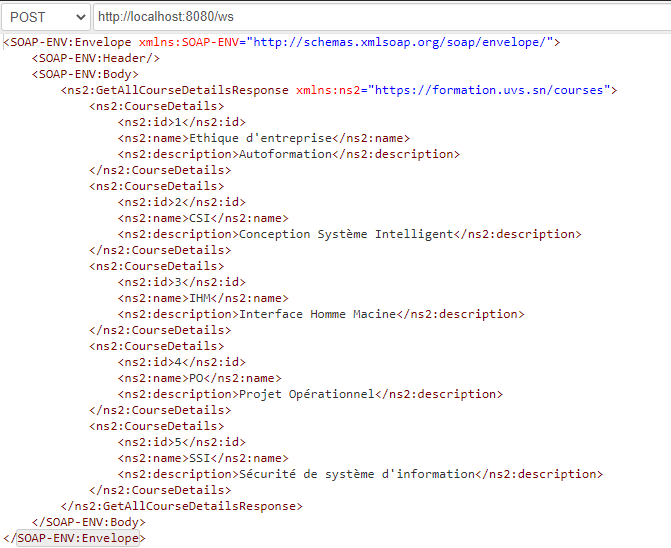 POST http://localhost:8080/ws
<SOAP-ENV:Envelope xmlns:SOAP-ENV="http://schemas.xmlsoap.org/soap/envelope/">
<SOAP-ENV:Header/>
<SOAP-ENV:Body>
<ns2:GetAllCourseDetailsResponse xmlns:ns2="https://formation.uvs.sn/courses">
<ns2:CourseDetails>
<ns2:id>1</ns2:id>
<ns2:name>Ethique d'entreprise</ns2:name>
<ns2:description>Autoformation</ns2:description>
</ns2:CourseDetails>
<ns2:CourseDetails>
<ns2:id>2</ns2:id>
<ns2:name>CSI</ns2:name>
<ns2:description>Conception Système Intelligent</ns2:description>
</ns2:CourseDetails>
<ns2:CourseDetails>
<ns2:id>3</ns2:id>
<ns2:name>IHM</ns2:name>
<ns2:description>Interface Homme Macine</ns2:description>
</ns2:CourseDetails>
<ns2:CourseDetails>
<ns2:id>4</ns2:id>
<ns2:name>PO</ns2:name>
<ns2:description>Projet Opérationnel</ns2:description>
</ns2:CourseDetails>
<ns2:CourseDetails>
<ns2:id>5</ns2:id>
<ns2:name>SSI</ns2:name>
<ns2:description>Sécurité de système d'information</ns2:description>
</ns2:CourseDetails>
</ns2:GetAllCourseDetailsResponse>
</SOAP-ENV:Body>
</SOAP-ENV:Envelope>